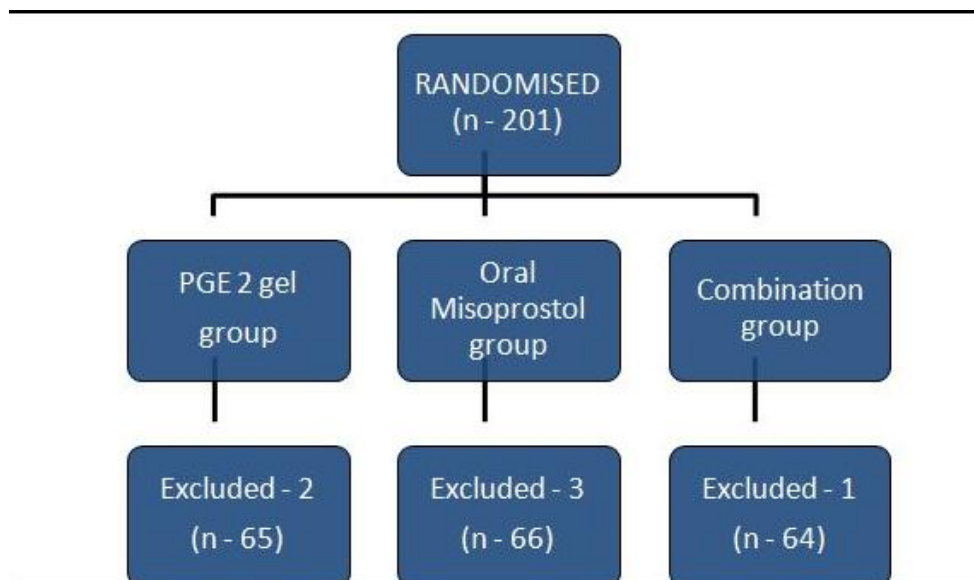 RANDOMISED
(n - 201)
PGE 2 gel
group
Oral
Misoprostol
group
Combination
group
Excluded - 2
(n - 65)
Excluded - 3
(n - 66)
Excluded - 1
(n - 64)